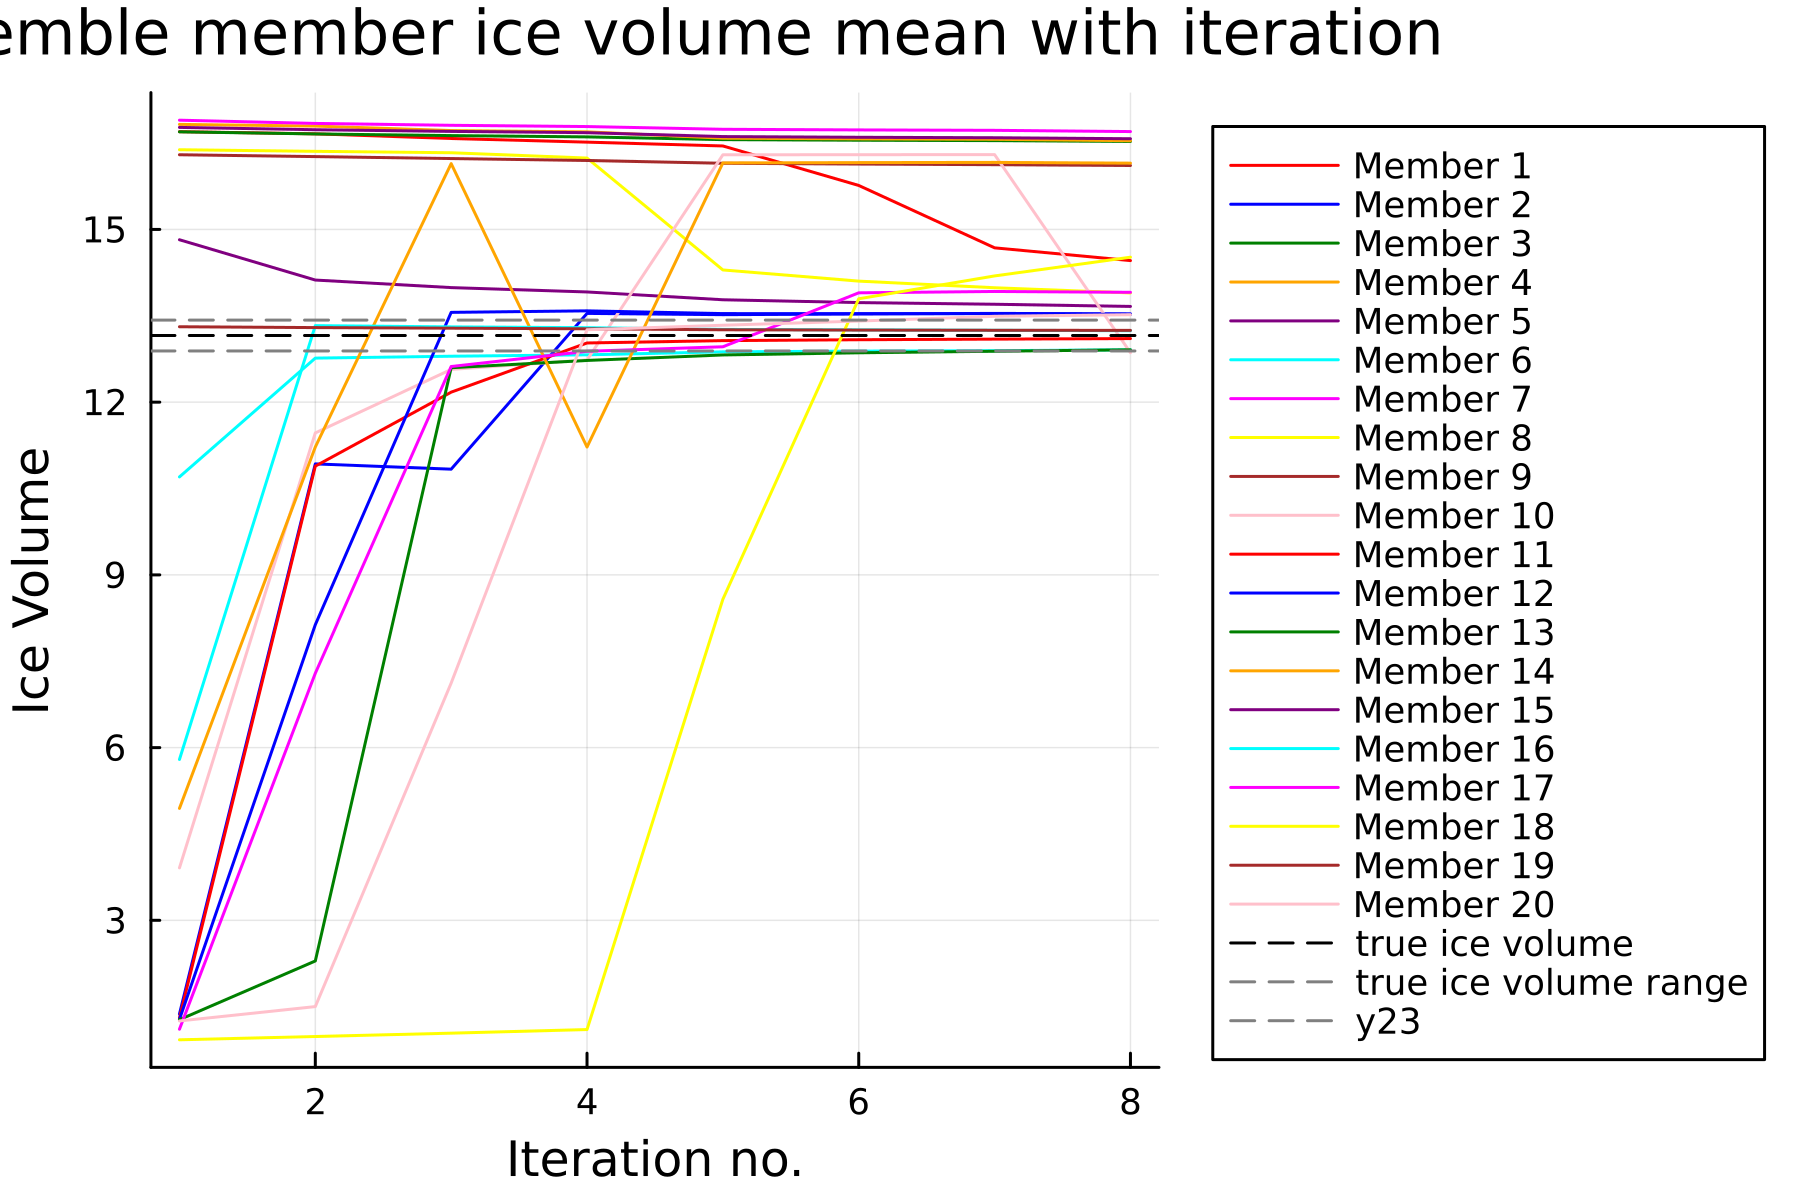 emble member ice volume mean with iteration
15
12
9
6
3
Ice Volume
2 4 6 8
Iteration no.
Member 1
Member 2
Member 3
Member 4
Member 5
Member 6
Member 7
Member 8
Member 9
Member 10
Member 11
Member 12
Member 13
Member 14
Member 15
Member 16
Member 17
Member 18
Member 19
Member 20
true ice volume
true ice volume range
y23